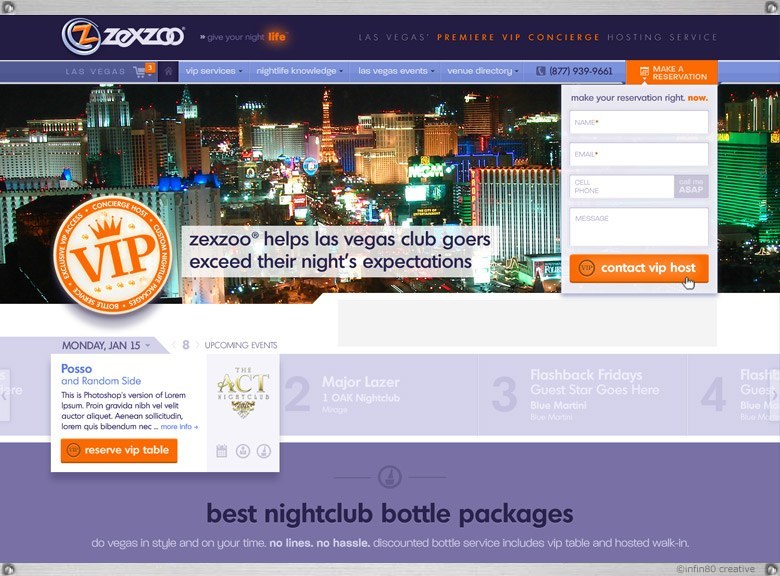 zexzoo®
» give your night life™
LAS VEGAS' PREMIERE VIP CONCIERGE HOSTING SERVICE
LAS VEGAS 3
vip services
nightlife knowledge
las vegas events
venue directory
(877) 939-9661
MAKE A
RESERVATION
make your reservation right. now.
NAME*
EMAIL*
CELL
PHONE
call me
ASAP
MESSAGE
VIP contact vip host
MGM
CONCIERGE HOST • CUSTOM NIGHTLIFE PACKAGES • BOTTLE SERVICE • EXCLUSIVE VIP ACCESS •
VIP
zexzoo® helps las vegas club goers
exceed their night's expectations
MONDAY, JAN 15
8 UPCOMING EVENTS
Posso
and Random Side
This is Photoshop's version of Lorem
Ipsum. Proin gravida nibh vel velit
auctor aliquet. Aenean sollicitudin,
lorem quis bibendum nec ... more info +
VIP reserve vip table
THE
ACT
NIGHTCLUB
2
Major Lazer
1 OAK Nightclub
Mirage
3
Flashback Fridays
Guest Star Goes Here
Blue Martini
Blue Martini
4
Flashb
Guest
Blue M
Blue Martini
best nightclub bottle packages
do vegas in style and on your time. no lines. no hassle. discounted bottle service includes vip table and hosted walk-in.
©infin80 creative